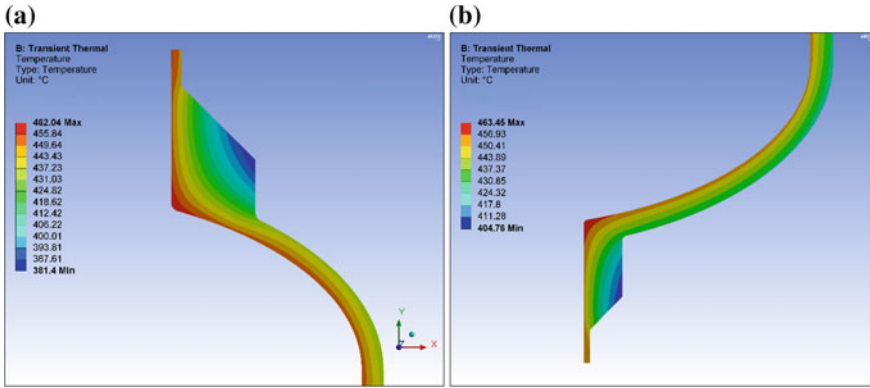 (a)
B: Transient Thermal
Temperature
Type: Temperature
Unit: °C
462.04 Max
455.84
449.64
443.43
437.23
431.03
424.82
418.62
412.42
406.22
400.01
393.81
387.61
381.4 Min
Y
Z
X
(b)
B: Transient Thermal
Temperature
Type: Temperature
Unit: °C
463.45 Max
456.93
450.41
443.89
437.37
430.85
424.32
417.8
411.28
404.76 Min